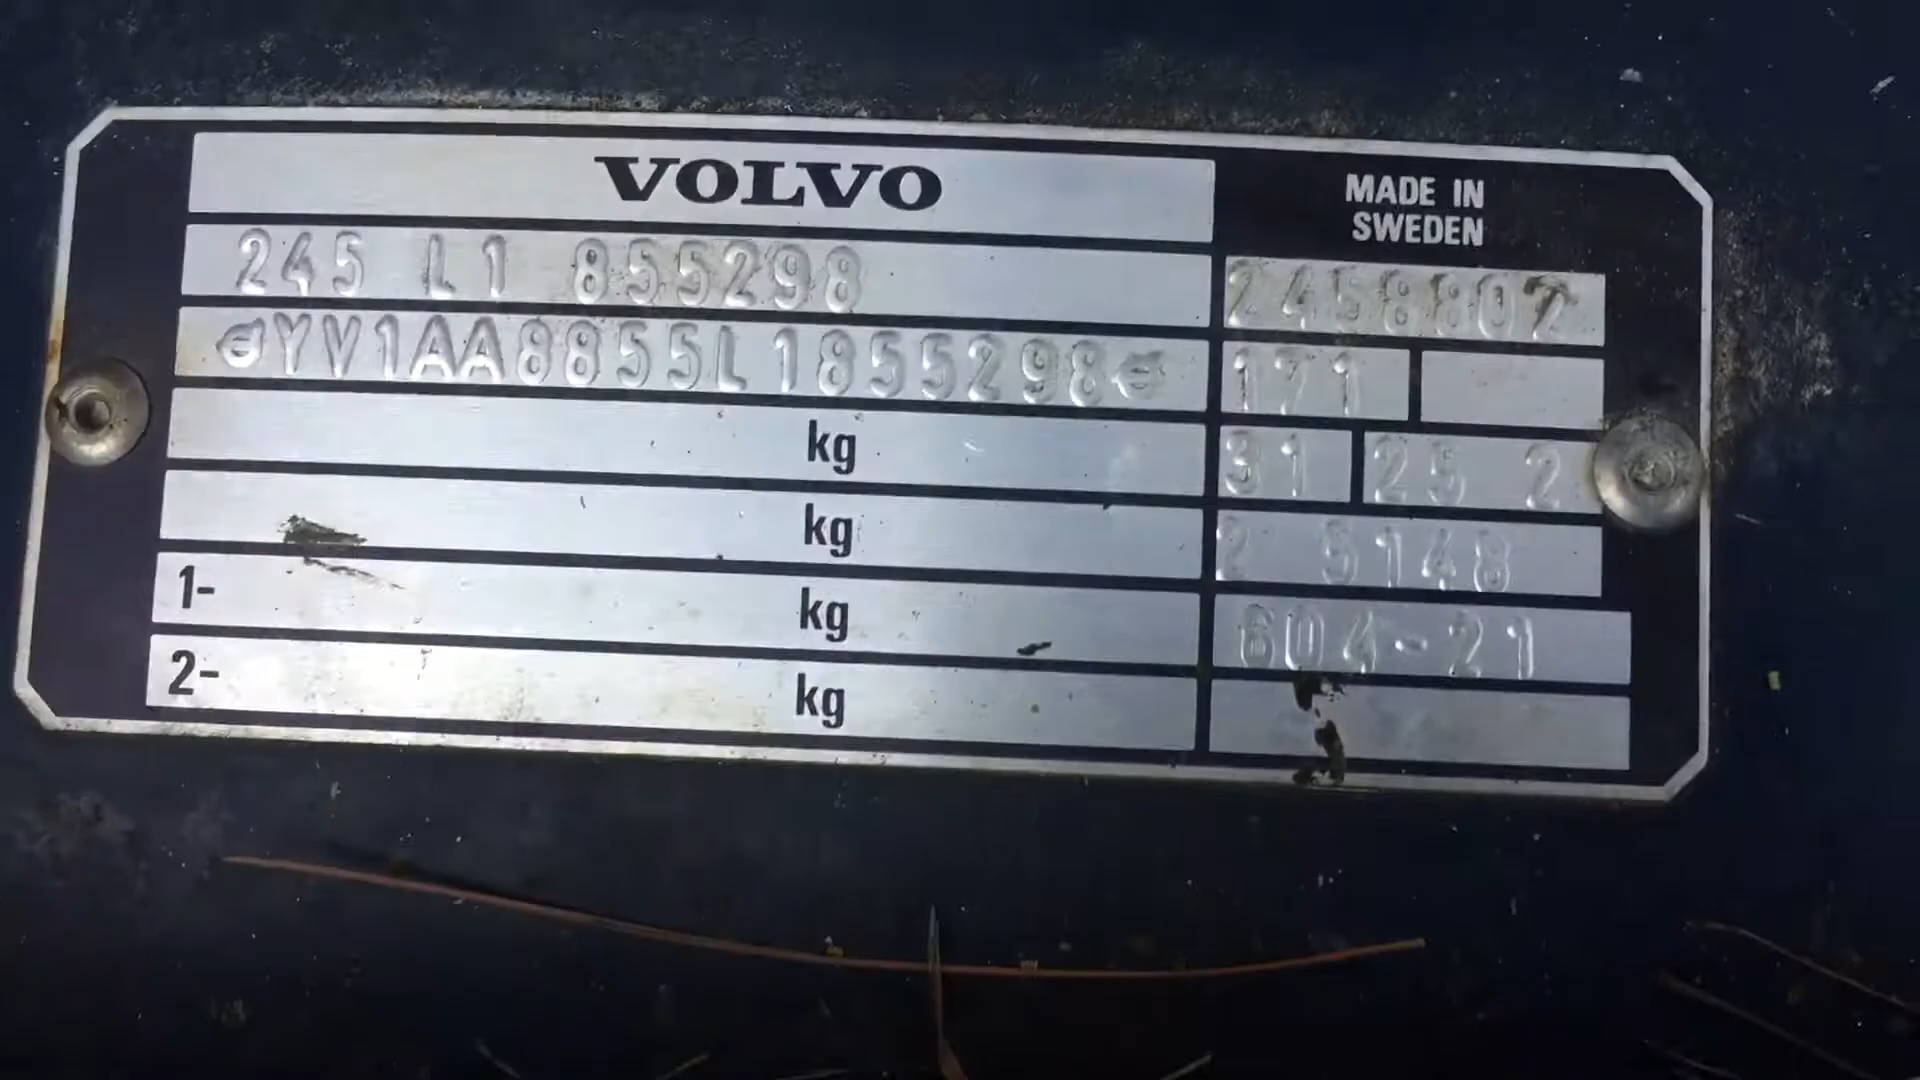 VOLVO
MADE IN
SWEDEN
245 L1 855298
2458807
YV1AA8855L1855298
171
kg
31 25 2
kg
2 5148
1- kg
604-21
2- kg